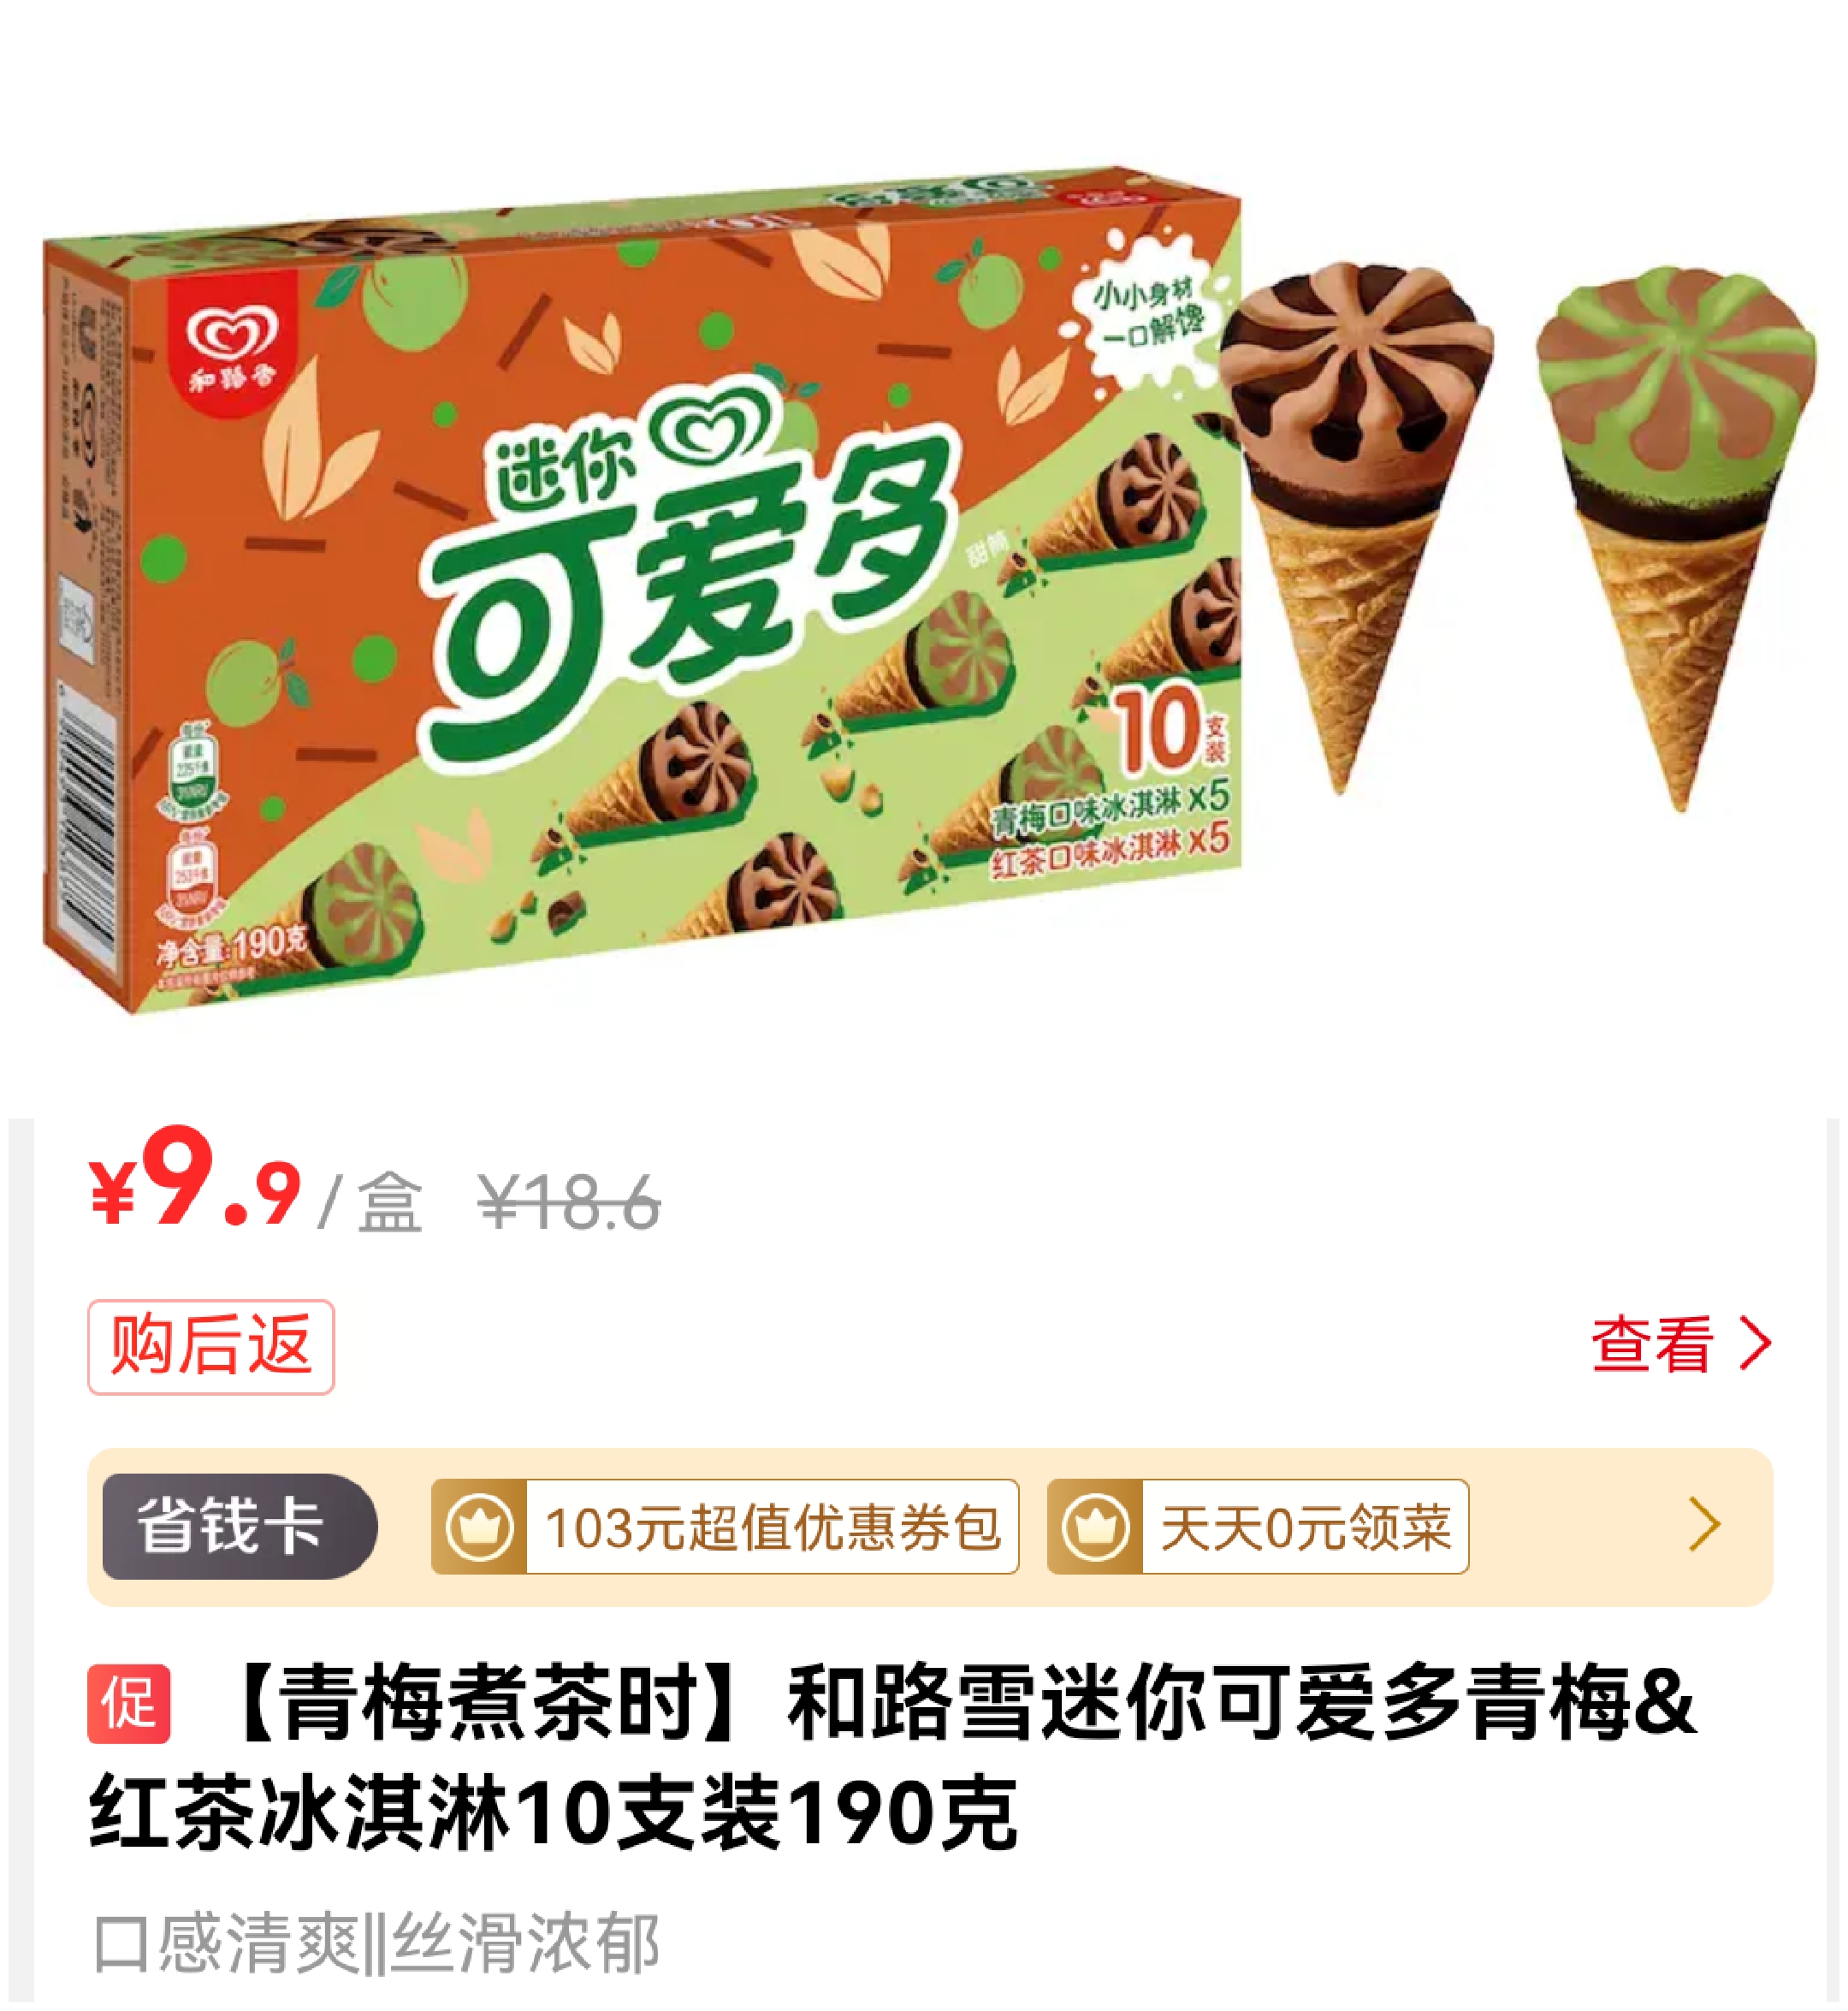 和路雪
小小身材
一口解馋
迷你
可爱多
甜筒
10支装
青梅口味冰淇淋 X5
红茶口味冰淇淋 X5
净含量:190克
¥9.9/盒 ¥18.6
购后返
查看
省钱卡 103元超值优惠券包 天天0元领菜
促 【青梅煮茶时】和路雪迷你可爱多青梅&
红茶冰淇淋10支装190克
口感清爽||丝滑浓郁